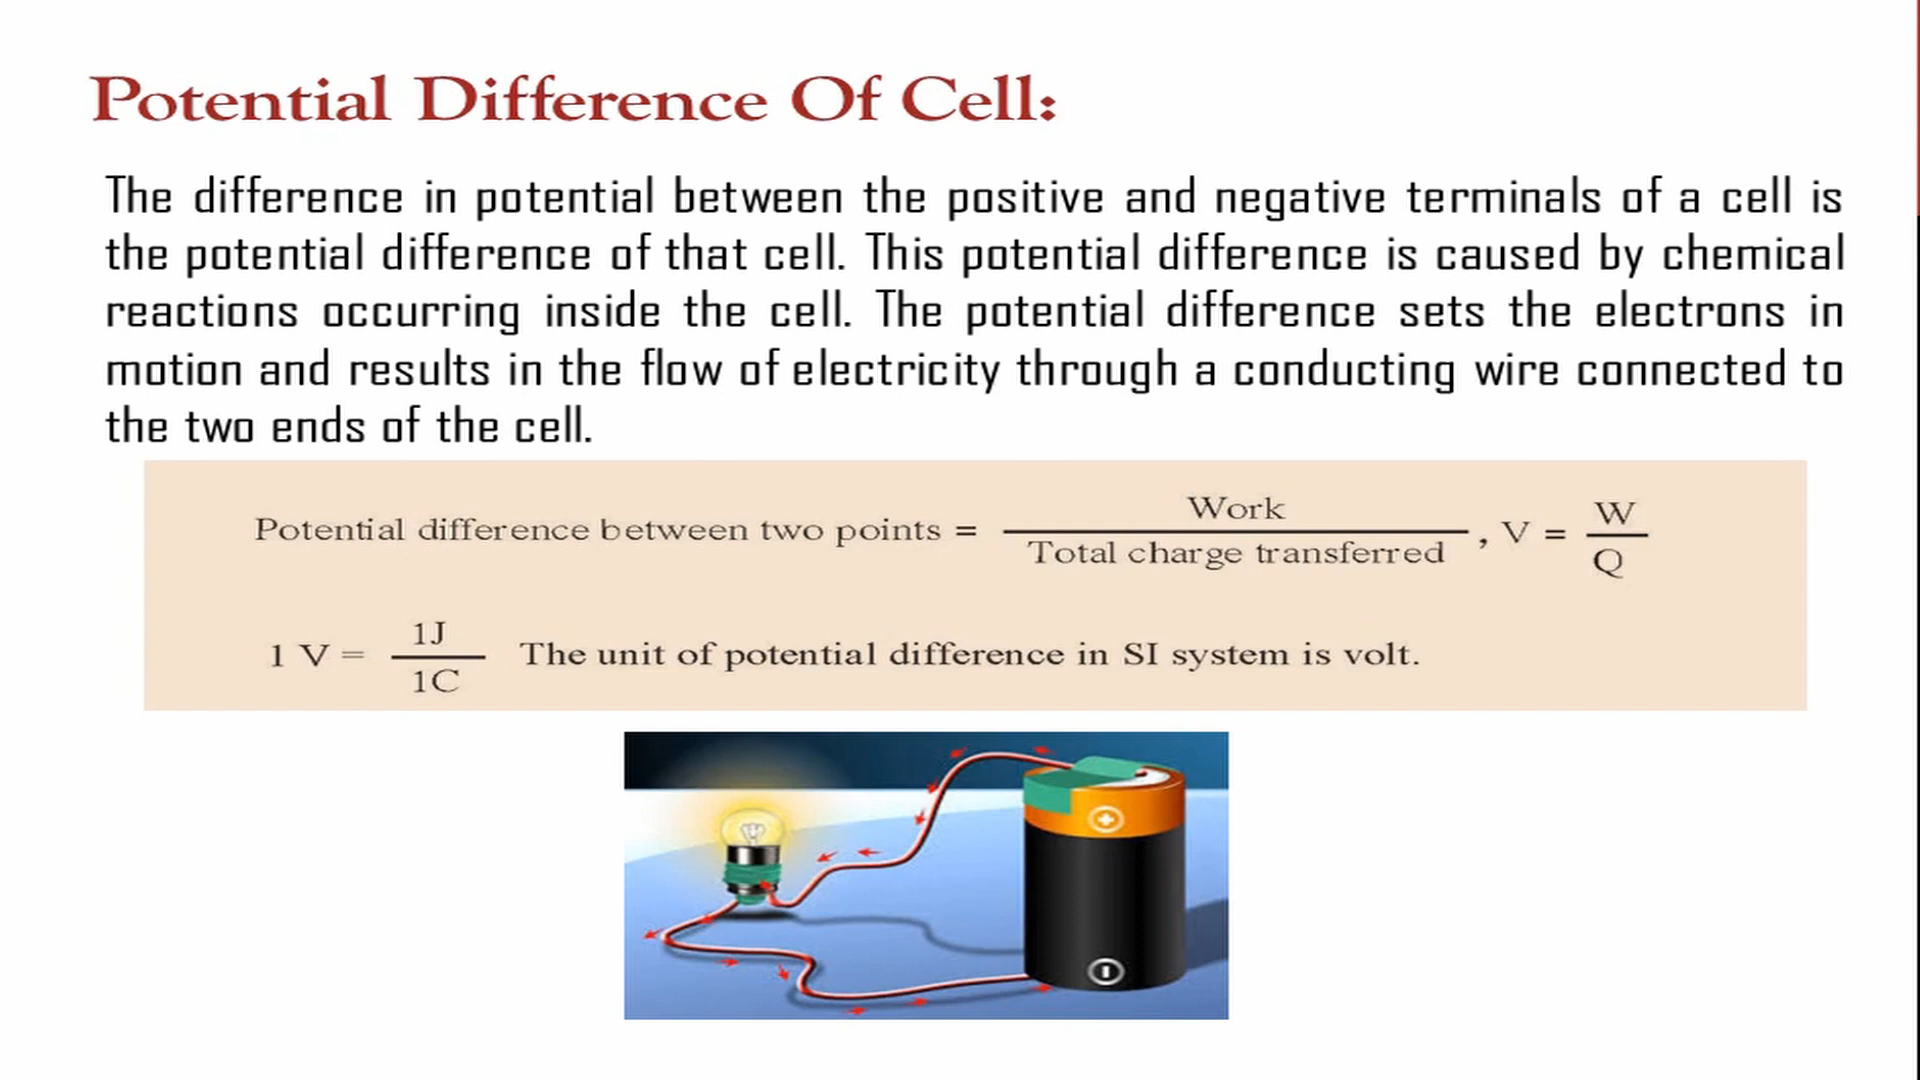 Potential Difference Of Cell:
The difference in potential between the positive and negative terminals of a cell is
the potential difference of that cell. This potential difference is caused by chemical
reactions occurring inside the cell. The potential difference sets the electrons in
motion and results in the flow of electricity through a conducting wire connected to
the two ends of the cell.
Potential difference between two points = Work / Total charge transferred , V = W / Q
1 V = 1J / 1C The unit of potential difference in SI system is volt.